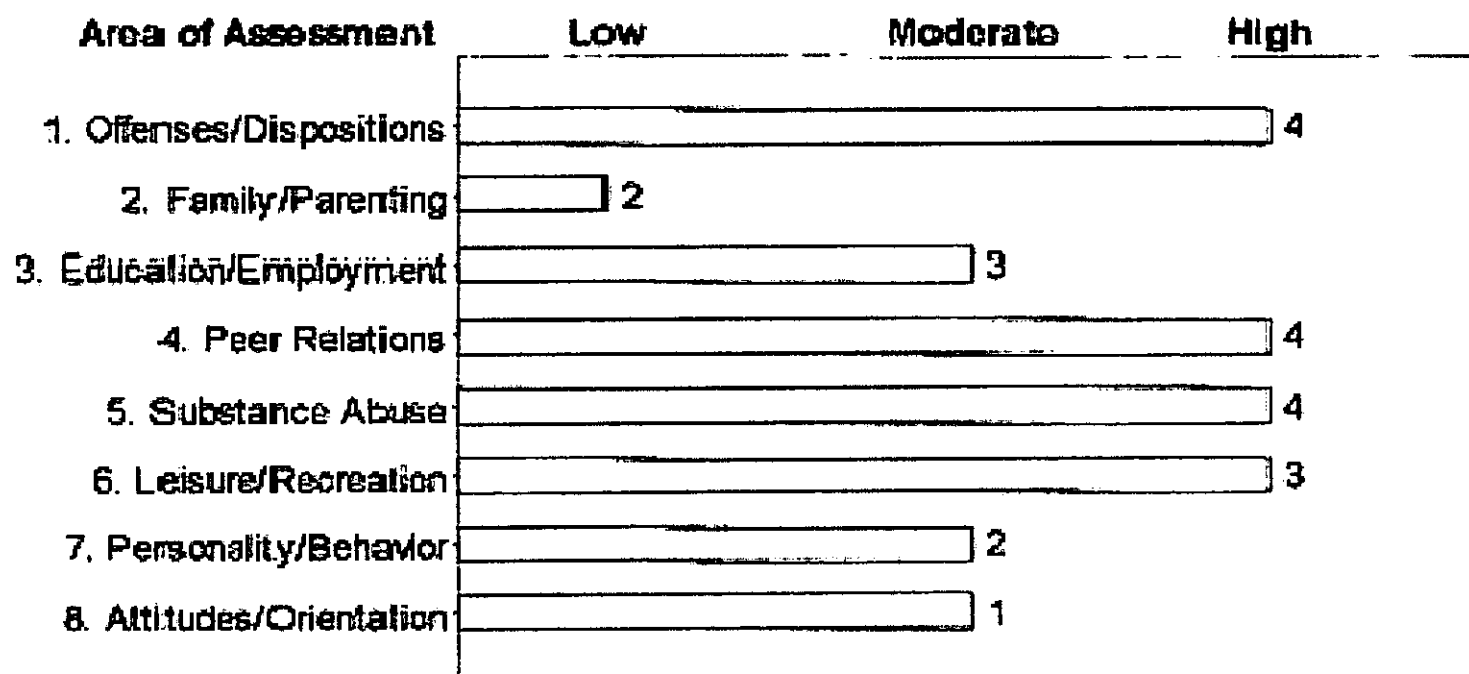 Area of Assessment Low Moderate High
1. Offenses/Dispositions 4
2. Family/Parenting 2
3. Education/Employment 3
4. Peer Relations 4
5. Substance Abuse 4
6. Leisure/Recreation 3
7. Personality/Behavior 2
8. Attitudes/Orientation 1